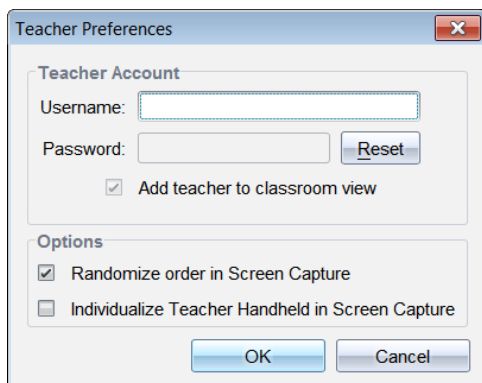 Teacher Preferences
Teacher Account
Username:
Password:
Reset
Add teacher to classroom view
Options
Randomize order in Screen Capture
Individualize Teacher Handheld in Screen Capture
OK Cancel